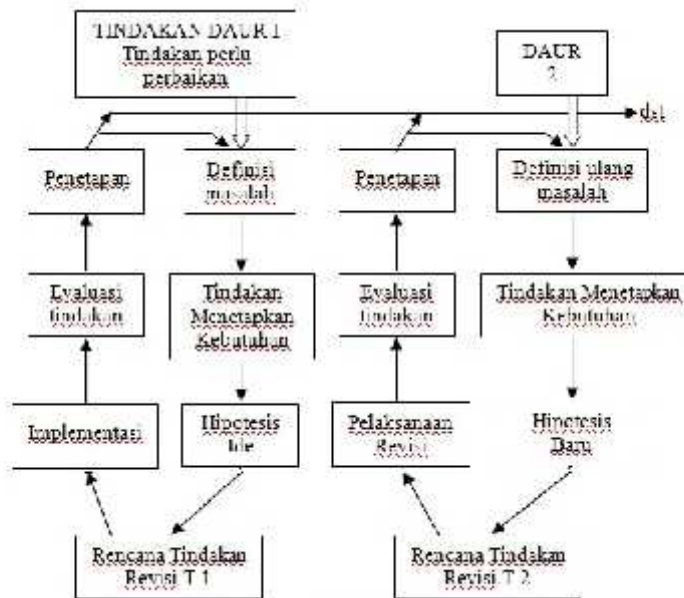 TINDAKAN DAUR 1
Tindakan perlu
perbaikan
DAUR
2
dst
Penetapan
Definisi
masalah
Penetapan
Definisi ulang
masalah
Evaluasi
tindakan
Tindakan
Menetapkan
Kebutuhan
Evaluasi
tindakan
Tindakan Menetapkan
Kebutuhan
Implementasi
Hipotesis
Ide
Pelaksanaan
Revisi
Hipotesis
Baru
Rencana Tindakan
Revisi T 1
Rencana Tindakan
Revisi T 2